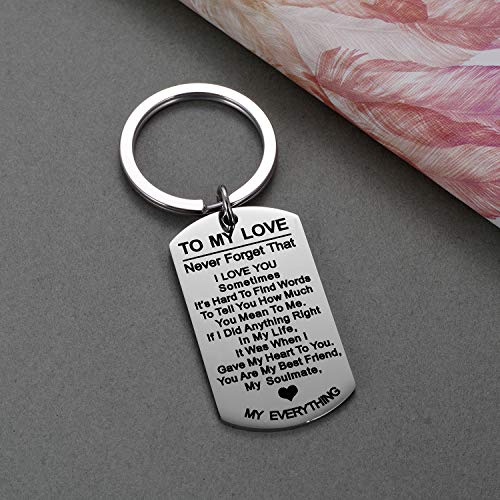 TO MY LOVE
Never Forget That
I LOVE YOU
Sometimes
It's Hard To Find Words
To Tell You How Much
You Mean To Me.
If I Did Anything Right
In My Life,
It Was When I
Gave My Heart To You.
You Are My Best Friend,
My Soulmate,
MY EVERYTHING